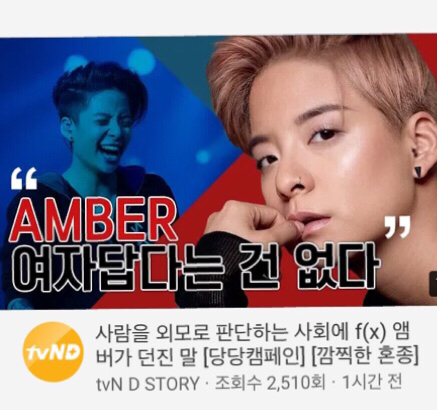 “
AMBER
여자답다는 건 없다
”
tvND
사람을 외모로 판단하는 사회에 f(x) 앰
버가 던진 말 [당당캠페인] [깜찍한 혼종]
tvN D STORY · 조회수 2,510회 · 1시간 전